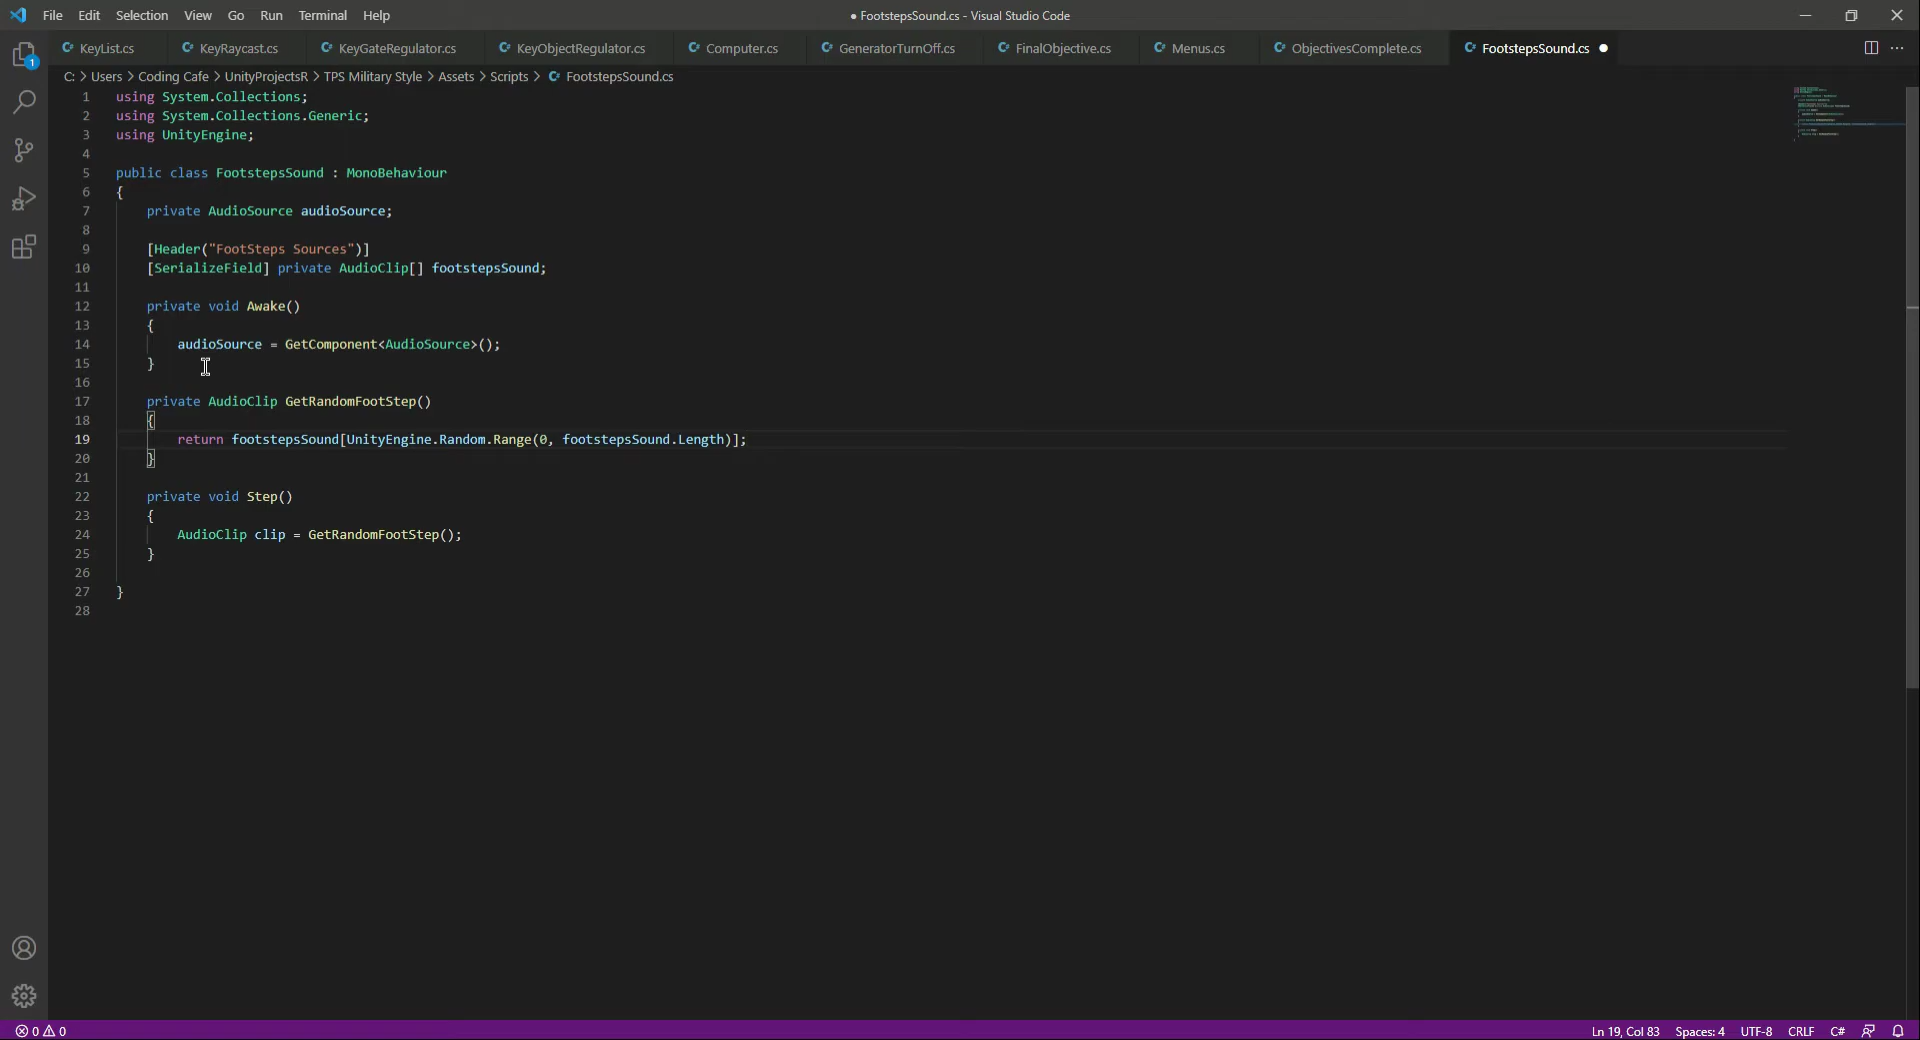 File Edit Selection View Go Run Terminal Help
● FootstepsSound.cs - Visual Studio Code
KeyList.cs KeyRaycast.cs KeyGateRegulator.cs KeyObjectRegulator.cs Computer.cs GeneratorTurnOff.cs FinalObjective.cs Menus.cs ObjectivesComplete.cs FootstepsSound.cs ●
C: > Users > Coding Cafe > UnityProjectsR > TPS Military Style > Assets > Scripts > FootstepsSound.cs
1 using System.Collections;
2 using System.Collections.Generic;
3 using UnityEngine;
4
5 public class FootstepsSound : MonoBehaviour
6 {
7 private AudioSource audioSource;
8
9 [Header("FootSteps Sources")]
10 [SerializeField] private AudioClip[] footstepsSound;
11
12 private void Awake()
13 {
14 audioSource = GetComponent<AudioSource>();
15 }
16
17 private AudioClip GetRandomFootStep()
18 {
19 return footstepsSound[UnityEngine.Random.Range(0, footstepsSound.Length)];
20 }
21
22 private void Step()
23 {
24 AudioClip clip = GetRandomFootStep();
25 }
26
27 }
28
1
0 0
Ln 19, Col 83 Spaces: 4 UTF-8 CRLF C#